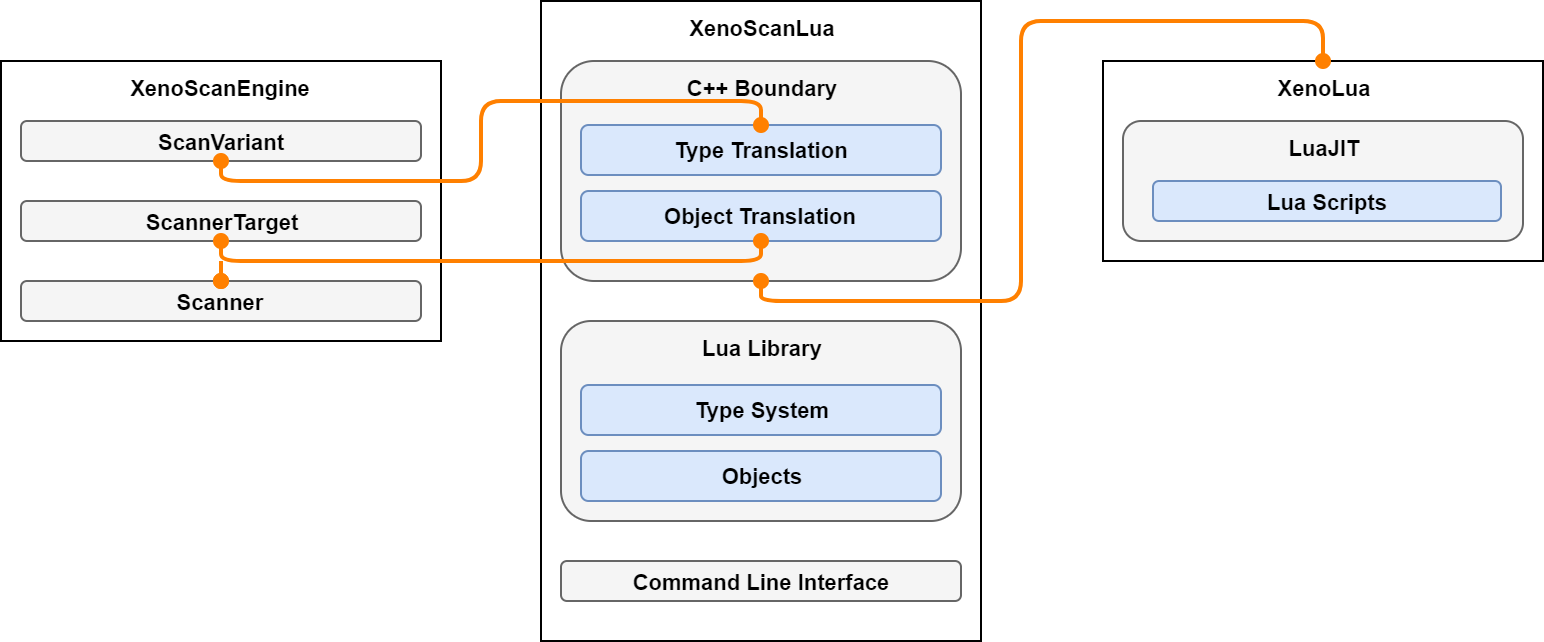 XenoScanEngine
ScanVariant
ScannerTarget
Scanner
XenoScanLua
C++ Boundary
Type Translation
Object Translation
Lua Library
Type System
Objects
Command Line Interface
XenoLua
LuaJIT
Lua Scripts